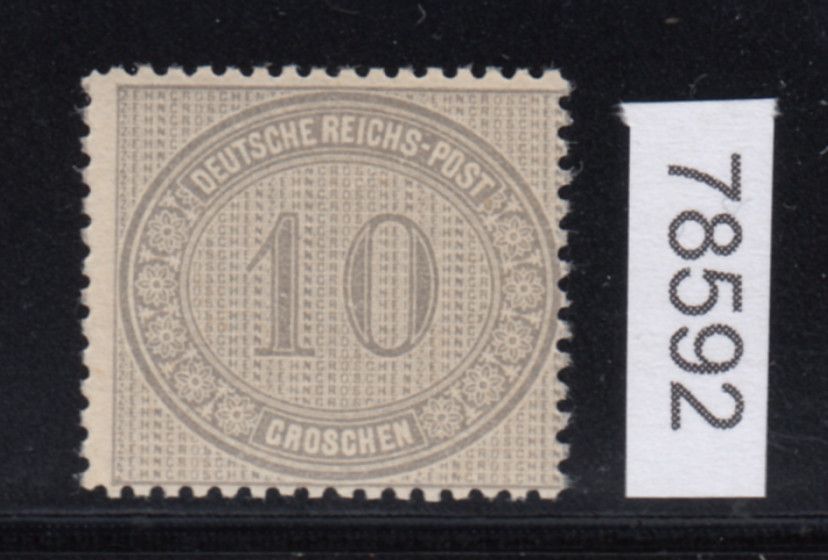 DEUTSCHE REICHS-POST
10
GROSCHEN
78592